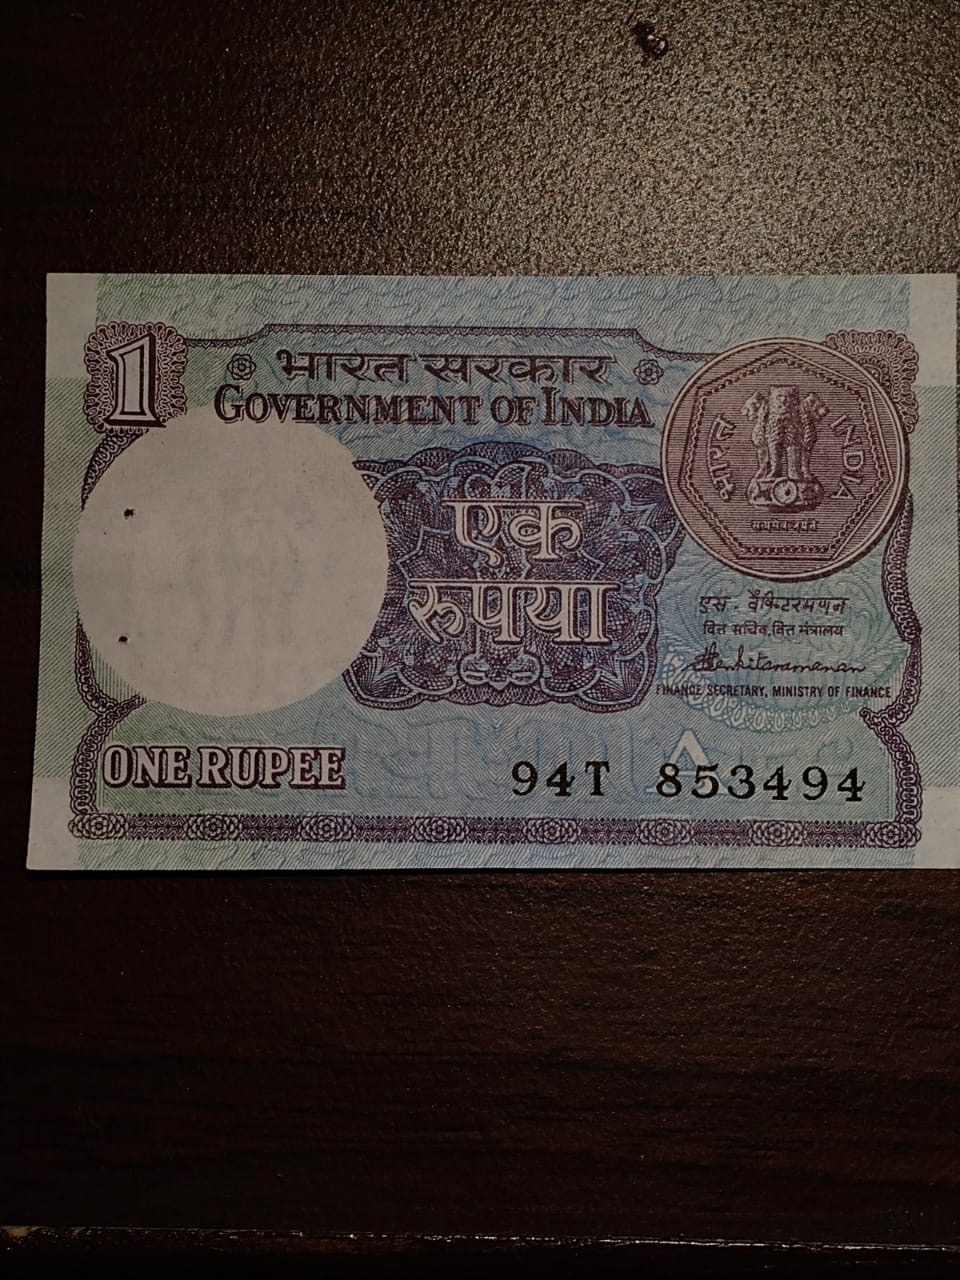 1
भारत सरकार
GOVERNMENT OF INDIA
भारत INDIA
सत्यमेव जयते
एक
रुपया
एस. वेंकिटरमणन
वित्त सचिव, वित्त मंत्रालय
S Venkitaramanan
FINANCE SECRETARY, MINISTRY OF FINANCE
ONE RUPEE
94T 853494